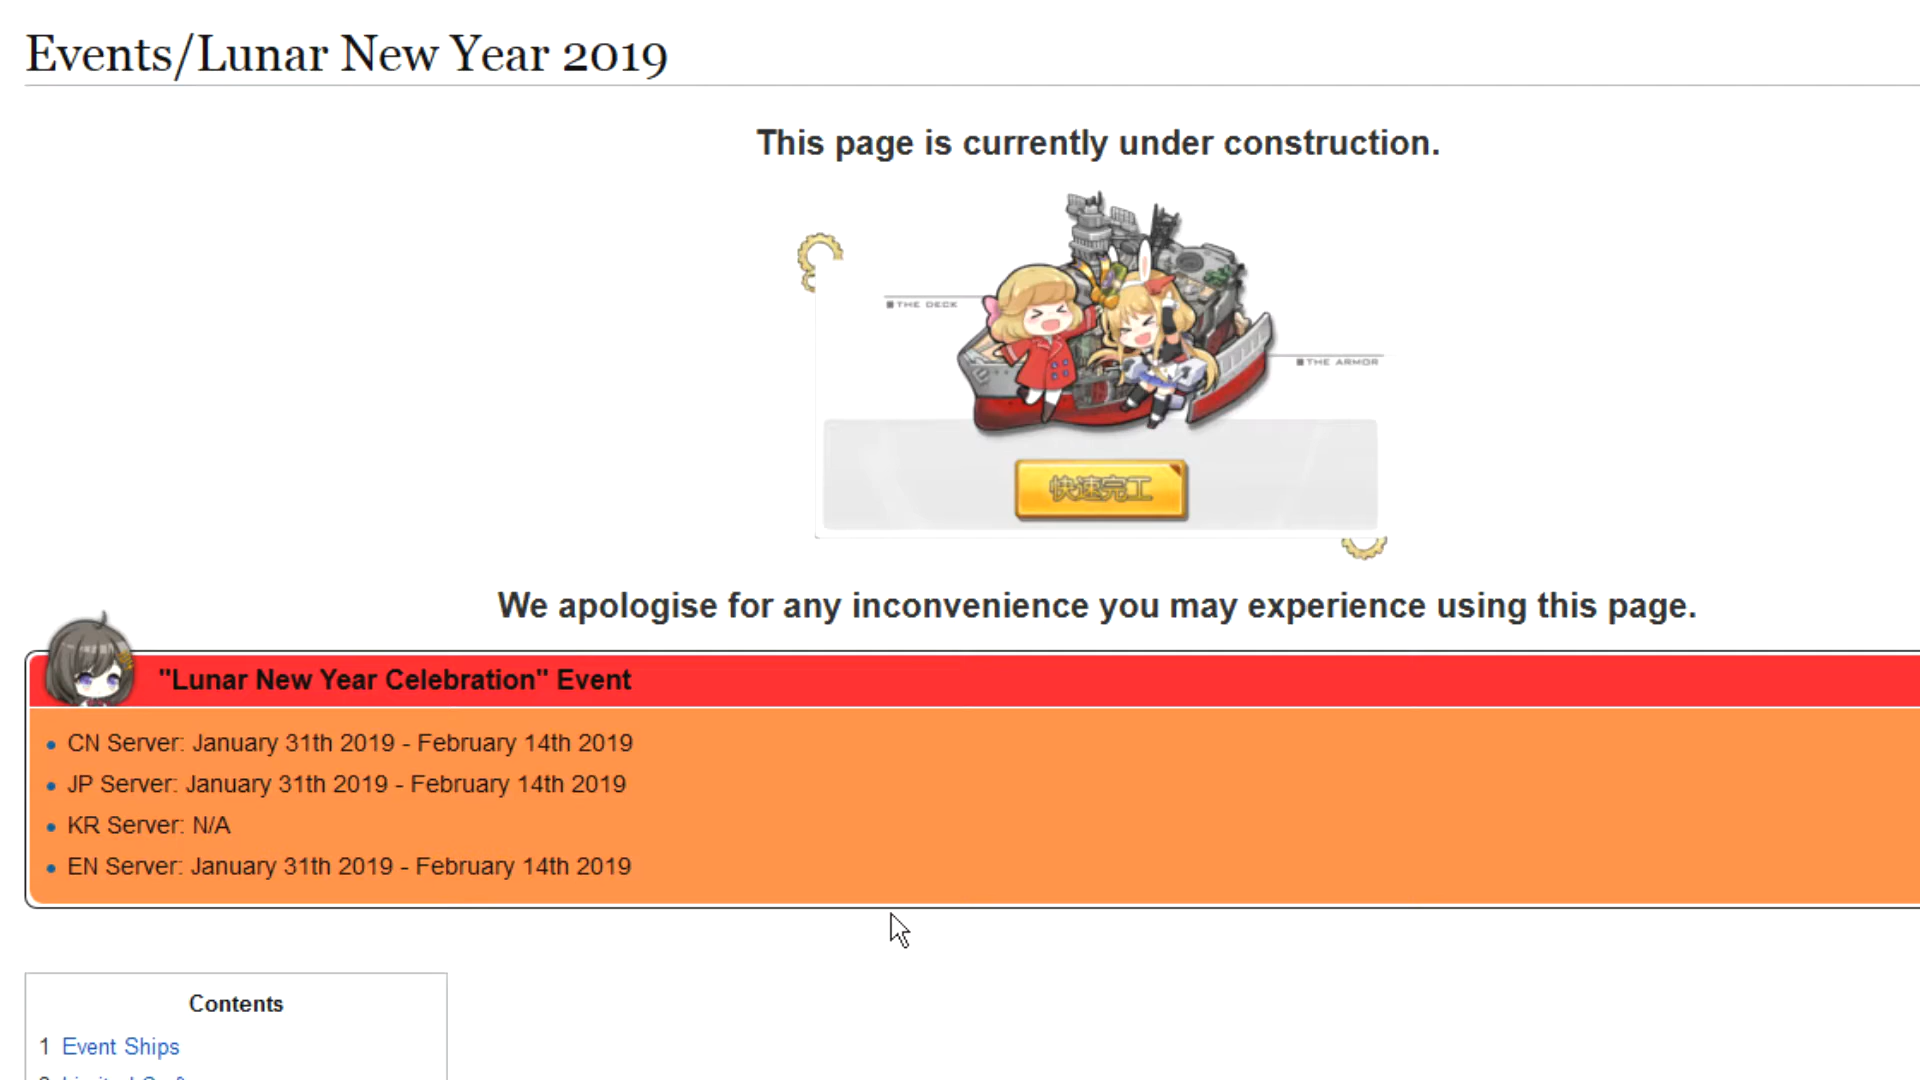 Events/Lunar New Year 2019
This page is currently under construction.
THE DECK
THE ARMOR
快速完工
We apologise for any inconvenience you may experience using this page.
"Lunar New Year Celebration" Event
CN Server: January 31th 2019 - February 14th 2019
JP Server: January 31th 2019 - February 14th 2019
KR Server: N/A
EN Server: January 31th 2019 - February 14th 2019
Contents
1 Event Ships